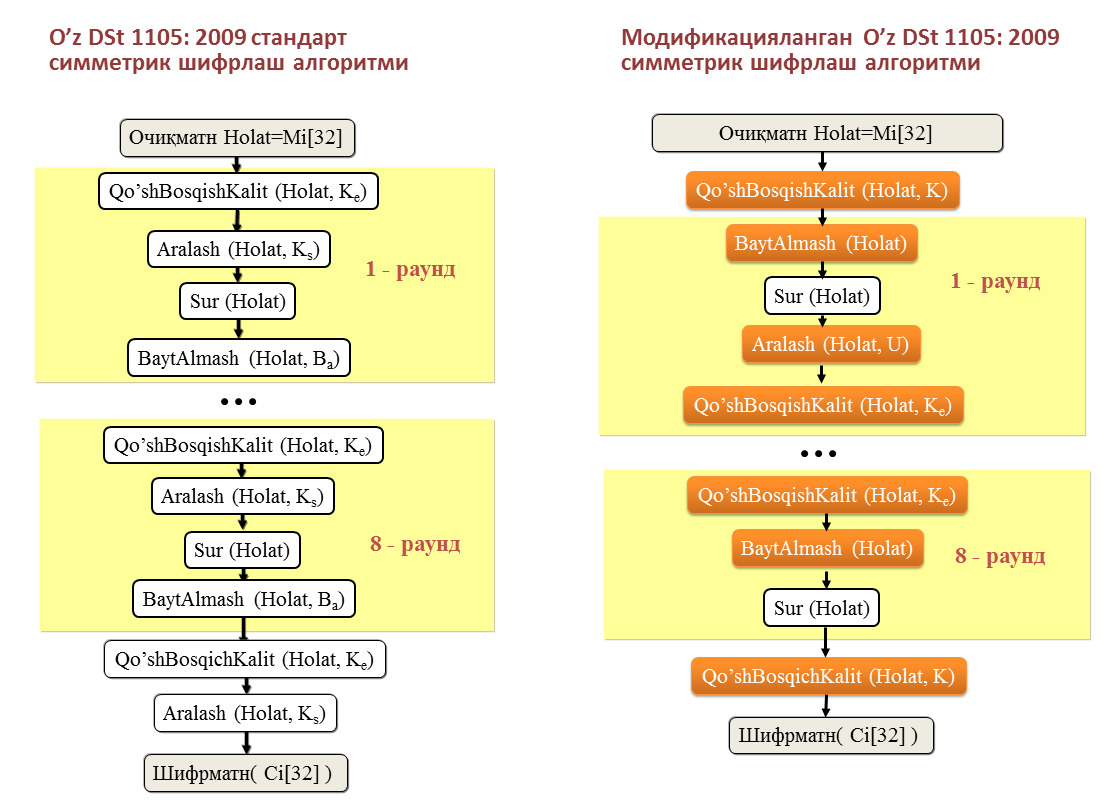 O’z DSt 1105: 2009 стандарт
симметрик шифрлаш алгоритми
Очиқматн Holat=Mi[32]
Qo’shBosqishKalit (Holat, Ke)
Aralash (Holat, Ks)
1 - раунд
Sur (Holat)
BaytAlmash (Holat, Ba)
•••
Qo’shBosqishKalit (Holat, Ke)
Aralash (Holat, Ks)
8 - раунд
Sur (Holat)
BaytAlmash (Holat, Ba)
Qo’shBosqichKalit (Holat, Ke)
Aralash (Holat, Ks)
Шифрматн( Ci[32] )
Модификацияланган O’z DSt 1105: 2009
симметрик шифрлаш алгоритми
Очиқматн Holat=Mi[32]
Qo’shBosqishKalit (Holat, K)
BaytAlmash (Holat)
1 - раунд
Sur (Holat)
Aralash (Holat, U)
Qo’shBosqishKalit (Holat, Ke)
•••
Qo’shBosqishKalit (Holat, Ke)
BaytAlmash (Holat)
8 - раунд
Sur (Holat)
Qo’shBosqichKalit (Holat, K)
Шифрматн( Ci[32] )